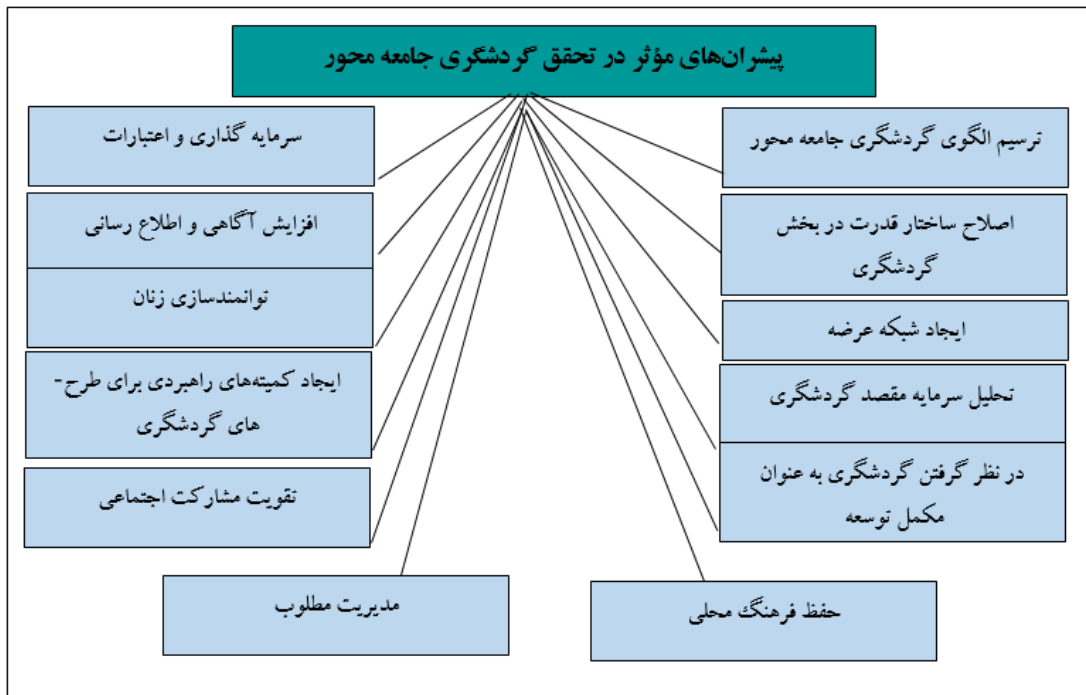 پیشران‌های مؤثر در تحقق گردشگری جامعه محور
ترسیم الگوی گردشگری جامعه محور
اصلاح ساختار قدرت در بخش
گردشگری
ایجاد شبکه عرضه
تحلیل سرمایه مقصد گردشگری
در نظر گرفتن گردشگری به عنوان
مکمل توسعه
حفظ فرهنگ محلی
سرمایه گذاری و اعتبارات
افزایش آگاهی و اطلاع رسانی
توانمندسازی زنان
ایجاد کمیته‌های راهبردی برای طرح-
های گردشگری
تقویت مشارکت اجتماعی
مدیریت مطلوب